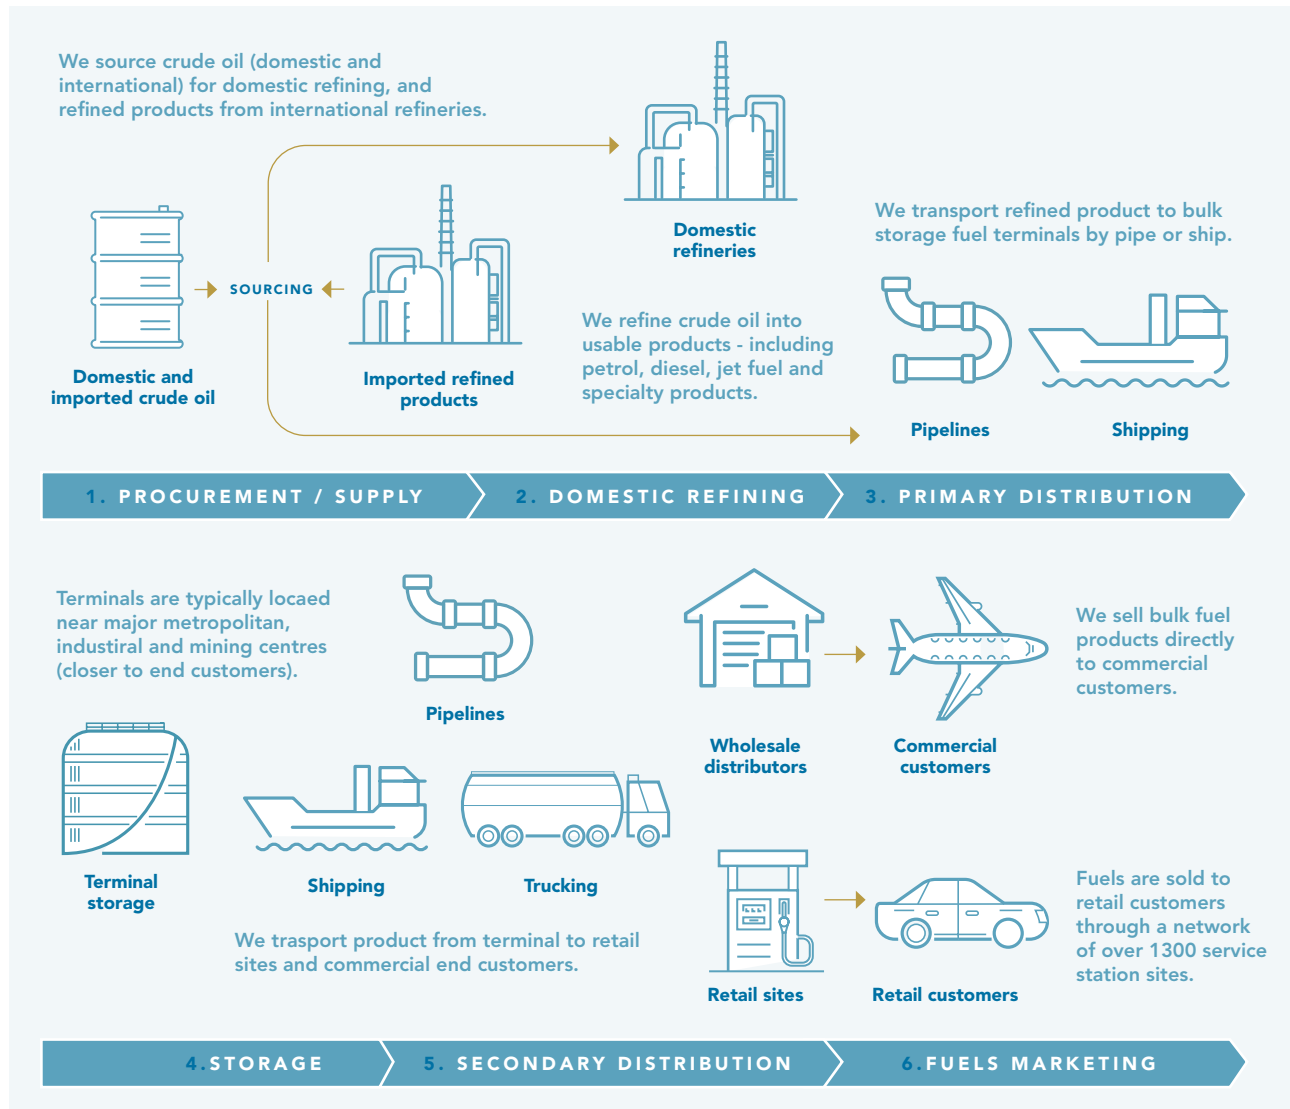 We source crude oil (domestic and
international) for domestic refining, and
refined products from international refineries.
Domestic and
imported crude oil
SOURCING
Imported refined
products
Domestic
refineries
We refine crude oil into
usable products - including
petrol, diesel, jet fuel and
specialty products.
We transport refined product to bulk
storage fuel terminals by pipe or ship.
Pipelines
Shipping
1. PROCUREMENT / SUPPLY
2. DOMESTIC REFINING
3. PRIMARY DISTRIBUTION
Terminals are typically locaed
near major metropolitan,
industiral and mining centres
(closer to end customers).
Terminal
storage
Pipelines
Shipping
Trucking
We trasport product from terminal to retail
sites and commercial end customers.
Wholesale
distributors
Commercial
customers
We sell bulk fuel
products directly
to commercial
customers.
Retail sites
Retail customers
Fuels are sold to
retail customers
through a network
of over 1300 service
station sites.
4.STORAGE
5. SECONDARY DISTRIBUTION
6.FUELS MARKETING